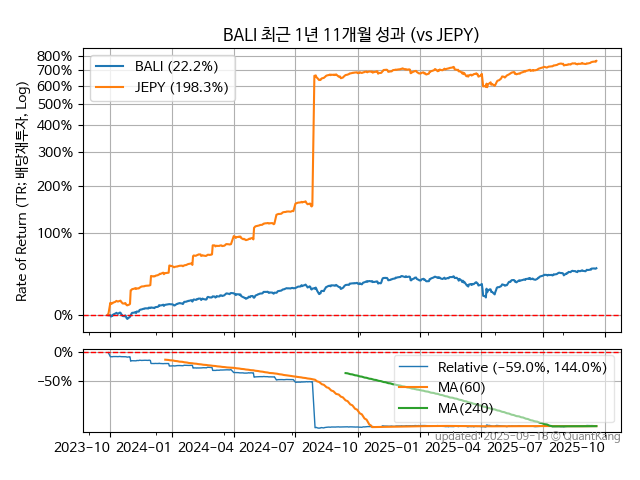 BALI 최근 1년 11개월 성과 (vs JEPY)
Rate of Return (TR: 배당재투자, Log)
800%
700%
600%
500%
400%
300%
200%
100%
0%
BALI (22.2%)
JEPY (198.3%)
0%
−50%
Relative (−59.0%, 144.0%)
MA(60)
MA(240)
updated: 2025-09-18 © QuantKang
2023-10 2024-01 2024-04 2024-07 2024-10 2025-01 2025-04 2025-07 2025-10